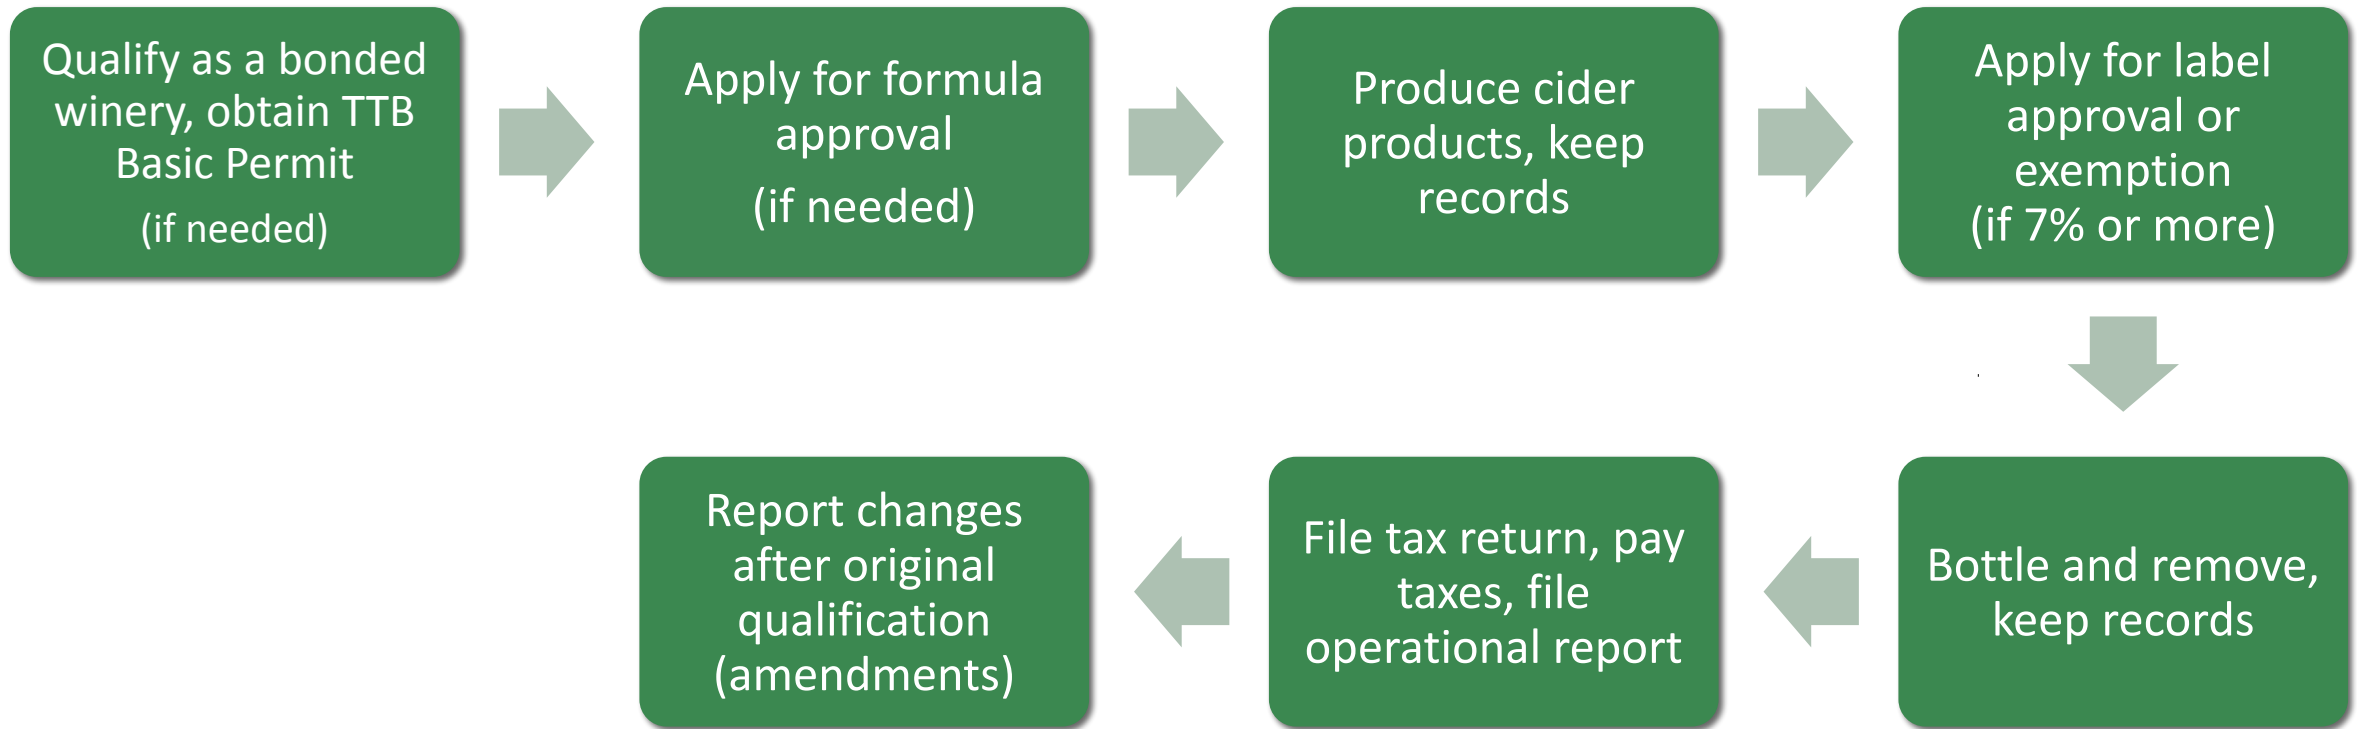 Qualify as a bonded
winery, obtain TTB
Basic Permit
(if needed)
Apply for formula
approval
(if needed)
Produce cider
products, keep
records
Apply for label
approval or
exemption
(if 7% or more)
Bottle and remove,
keep records
File tax return, pay
taxes, file
operational report
Report changes
after original
qualification
(amendments)